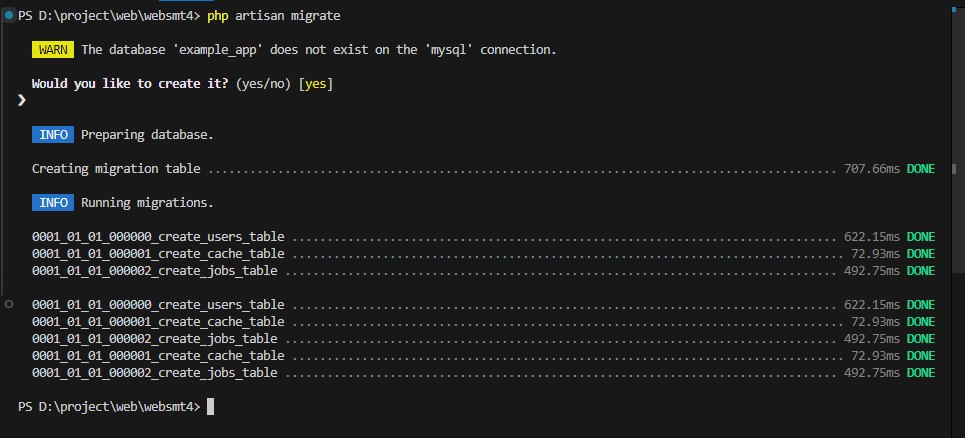 PS D:\project\web\websmt4> php artisan migrate
WARN The database 'example_app' does not exist on the 'mysql' connection.
Would you like to create it? (yes/no) [yes]
❯
INFO Preparing database.
Creating migration table .......................................................................................... 707.66ms DONE
INFO Running migrations.
0001_01_01_000000_create_users_table .............................................................................. 622.15ms DONE
0001_01_01_000001_create_cache_table ............................................................................... 72.93ms DONE
0001_01_01_000002_create_jobs_table ............................................................................... 492.75ms DONE
0001_01_01_000000_create_users_table .............................................................................. 622.15ms DONE
0001_01_01_000001_create_cache_table ............................................................................... 72.93ms DONE
0001_01_01_000002_create_jobs_table ............................................................................... 492.75ms DONE
0001_01_01_000001_create_cache_table ............................................................................... 72.93ms DONE
0001_01_01_000002_create_jobs_table ............................................................................... 492.75ms DONE
PS D:\project\web\websmt4>